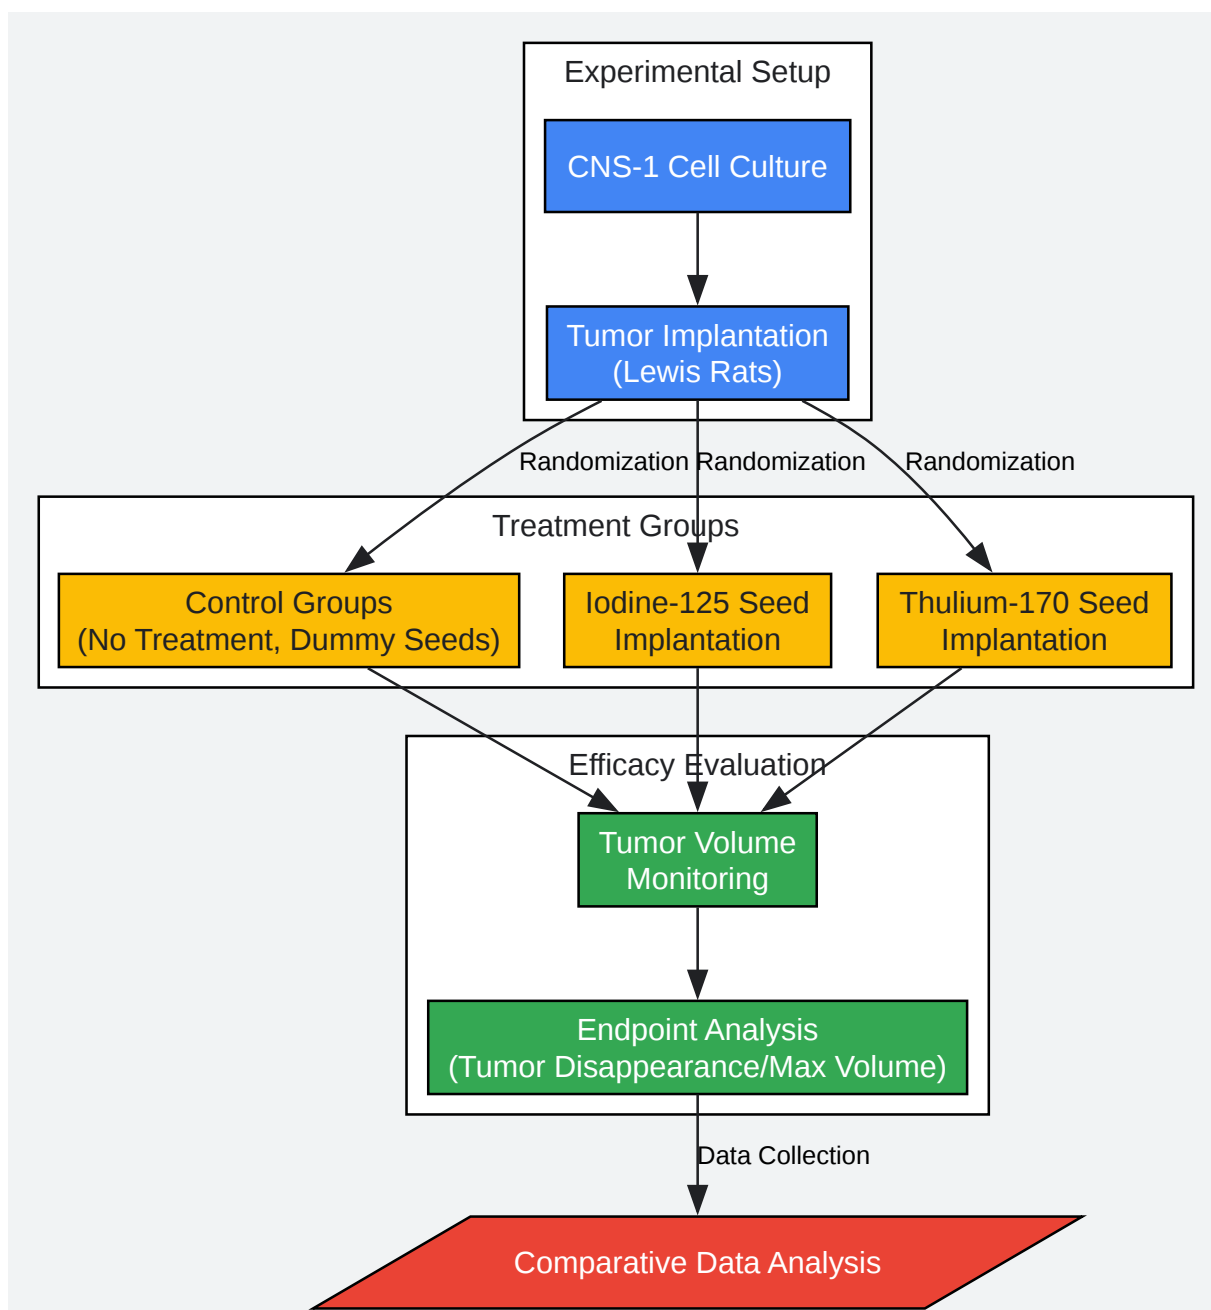 Experimental Setup
CNS-1 Cell Culture
Tumor Implantation
(Lewis Rats)
Randomization
Randomization
Randomization
Treatment Groups
Control Groups
(No Treatment, Dummy Seeds)
Iodine-125 Seed
Implantation
Thulium-170 Seed
Implantation
Efficacy Evaluation
Tumor Volume
Monitoring
Endpoint Analysis
(Tumor Disappearance/Max Volume)
Data Collection
Comparative Data Analysis